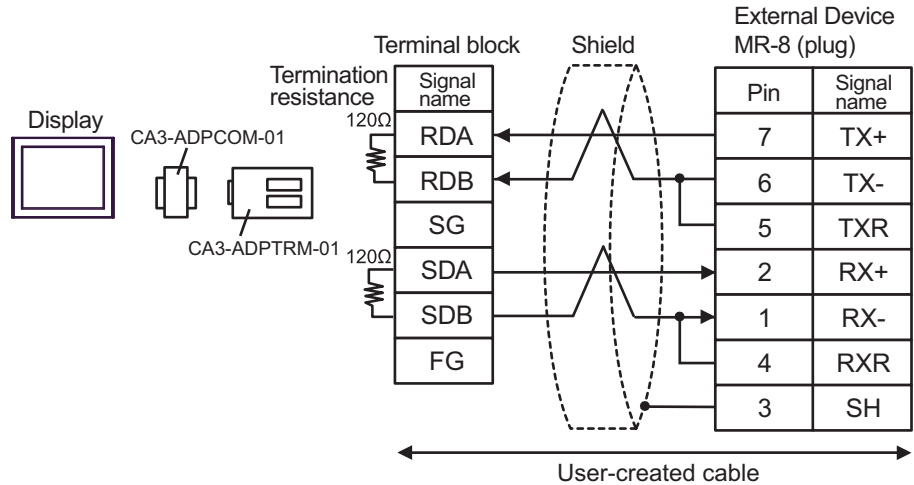 External Device
MR-8 (plug)
Terminal block
Shield
Termination
resistance
Signal
name
Pin
Signal
name
Display
CA3-ADPCOM-01
120Ω
RDA
7
TX+
RDB
6
TX-
SG
5
TXR
CA3-ADPTRM-01
120Ω
SDA
2
RX+
SDB
1
RX-
FG
4
RXR
3
SH
User-created cable